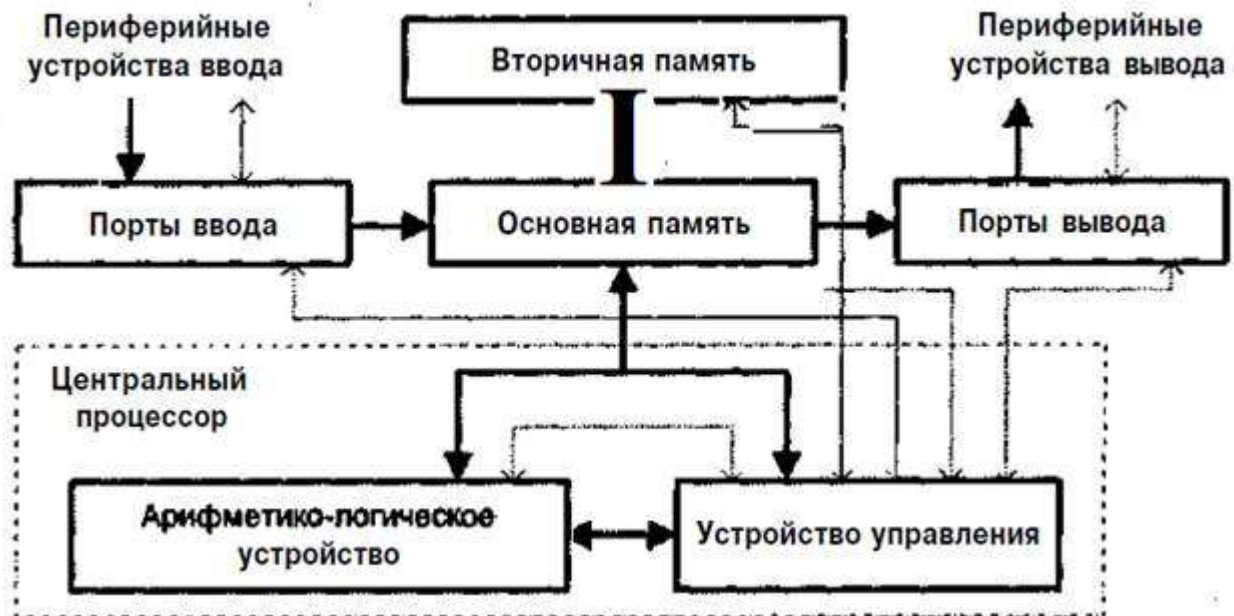 Периферийные
устройства ввода
Вторичная память
Периферийные
устройства вывода
Порты ввода
Основная память
Порты вывода
Центральный
процессор
Арифметико-логическое
устройство
Устройство управления